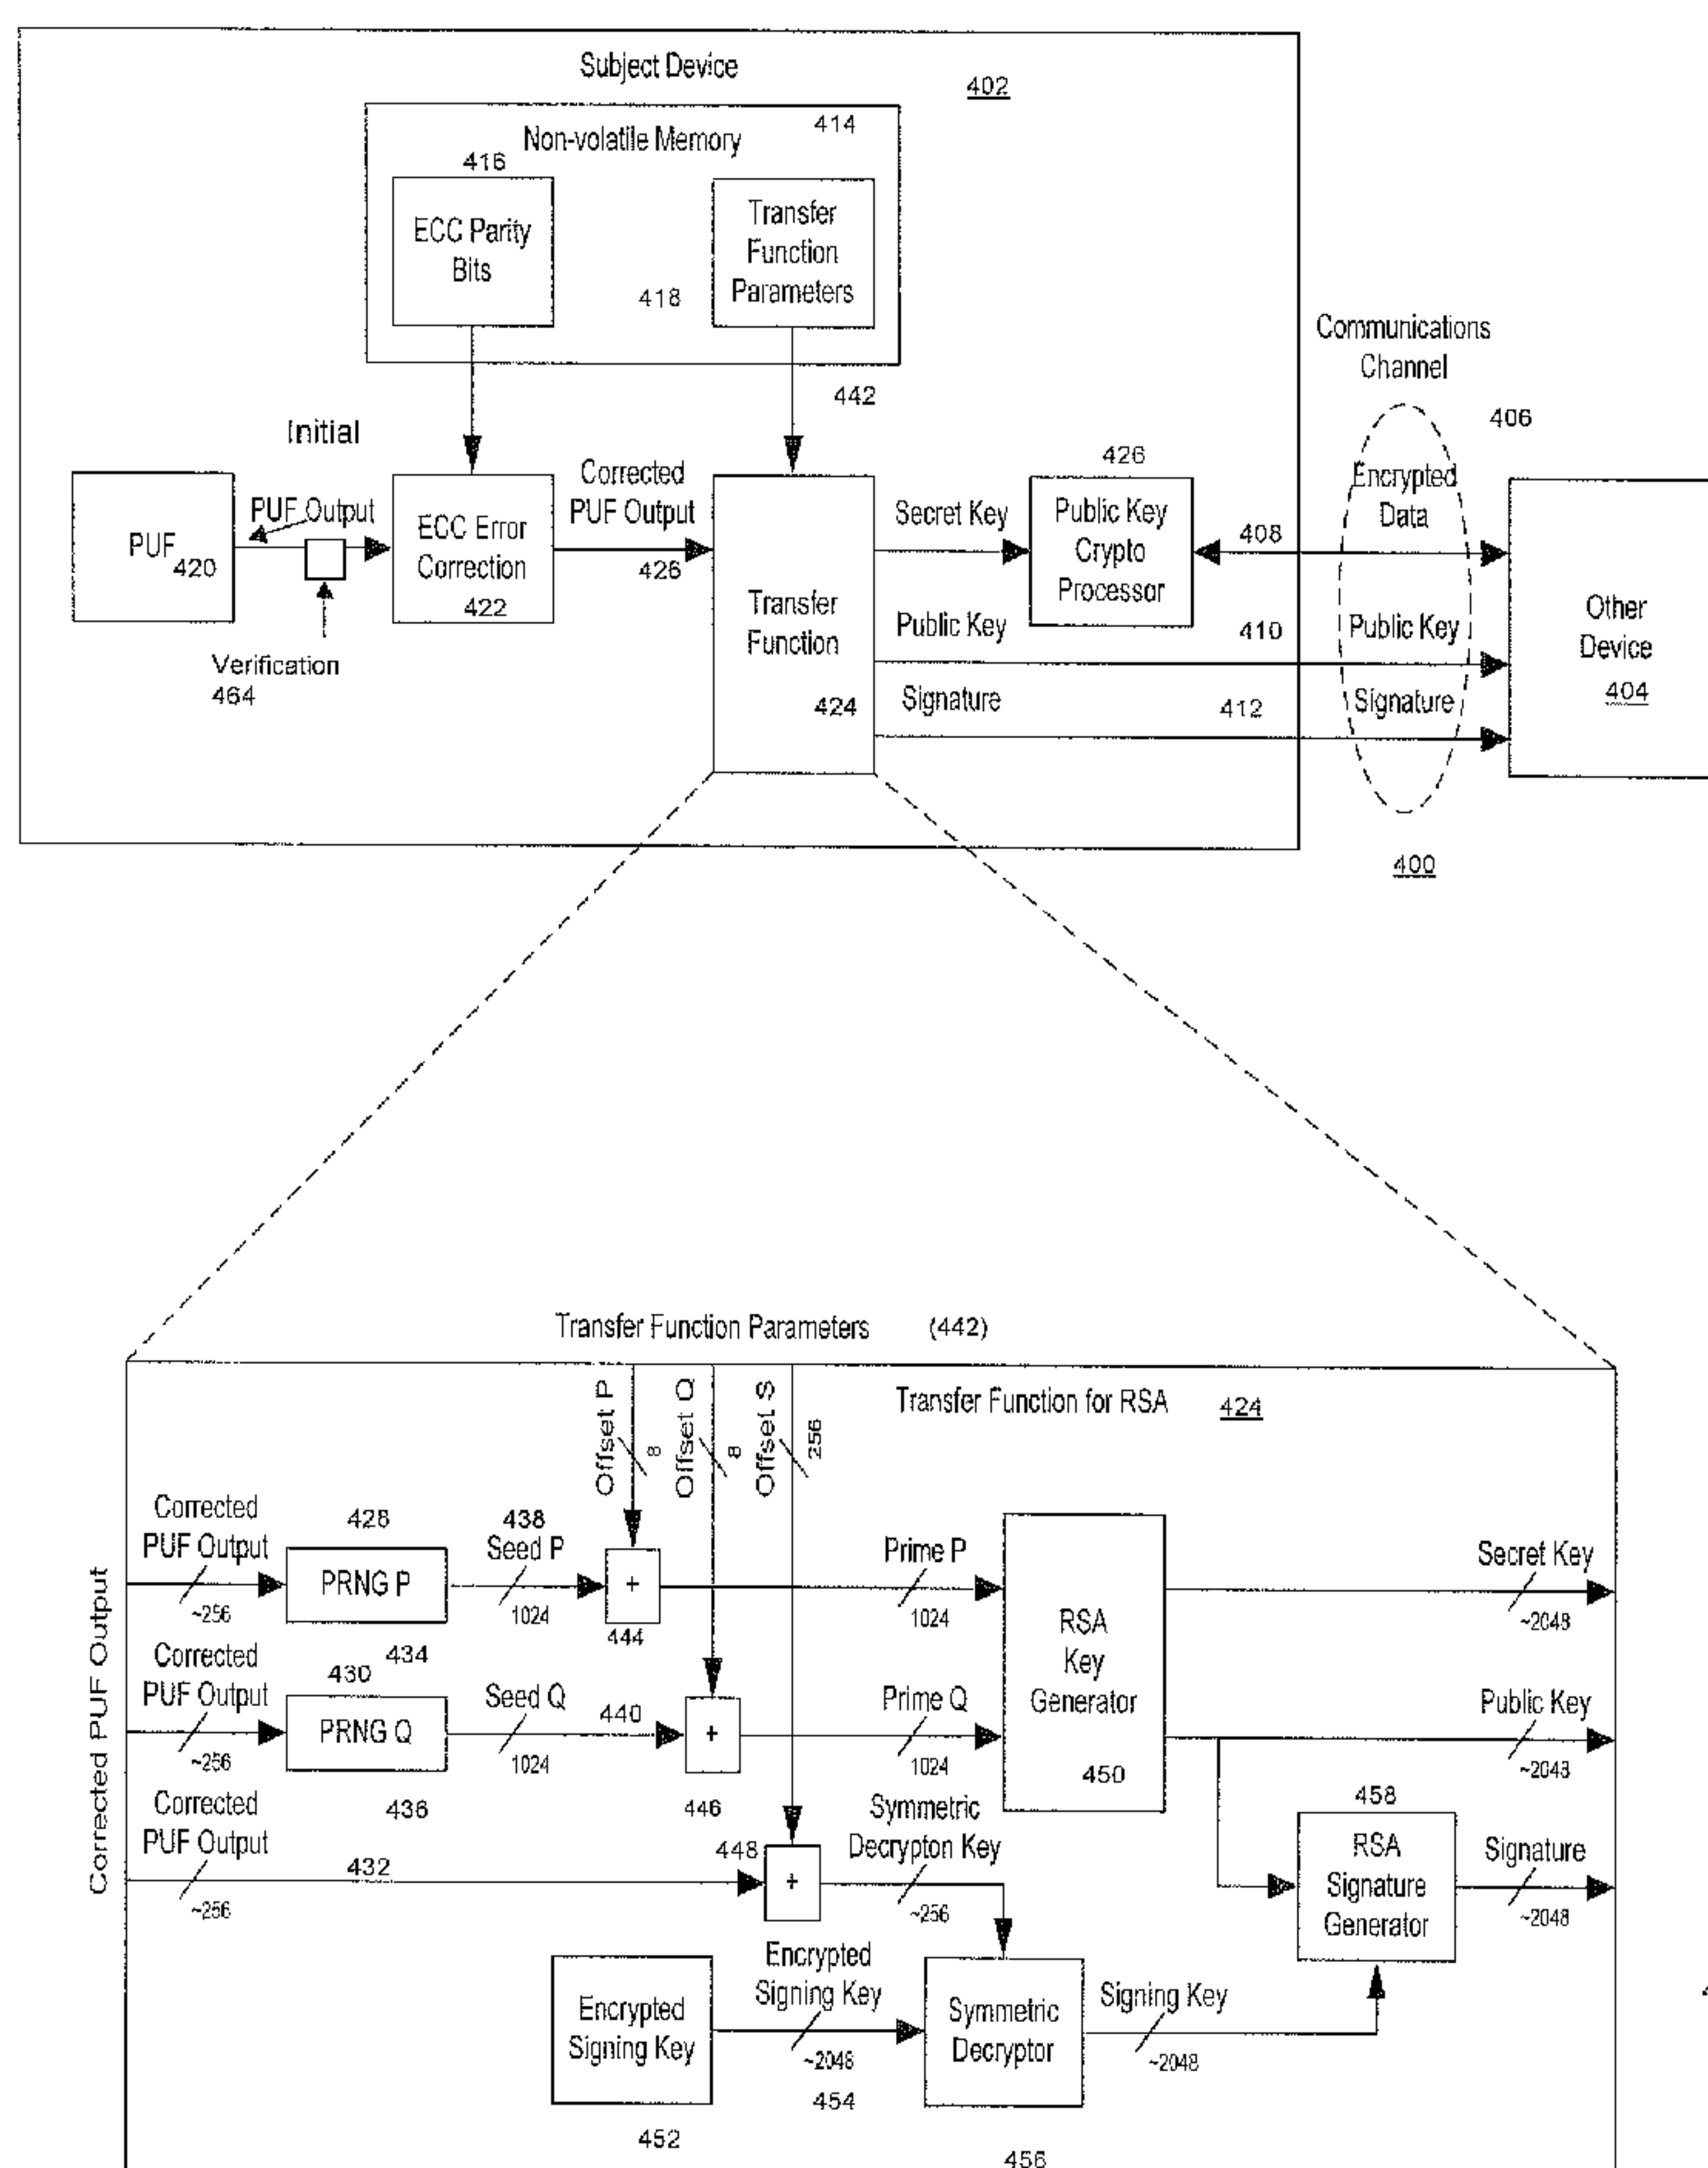 Subject Device
402
Non-volatile Memory
414
416
ECC Parity
Bits
418
Transfer
Function
Parameters
442
Communications
Channel
406
Initial
PUF Output
PUF
420
Verification
464
ECC Error
Correction
422
Corrected
PUF Output
426
Transfer
Function
424
Secret Key
426
Public Key
Crypto
Processor
Public Key
Signature
408
410
412
Encrypted
Data
Public Key
Signature
Other
Device
404
400
Transfer Function Parameters (442)
Transfer Function for RSA 424
Offset P
8
Offset Q
8
Offset S
256
Corrected PUF Output
Corrected
PUF Output
~256
428
PRNG P
434
438
Seed P
1024
+
444
Prime P
1024
Corrected
PUF Output
~256
430
PRNG Q
436
Seed Q
1024
440
+
446
Prime Q
1024
RSA
Key
Generator
450
Secret Key
~2048
Public Key
~2048
Corrected
PUF Output
~256
432
448
+
Symmetric
Decrypton Key
~256
458
RSA
Signature
Generator
Signature
~2048
Encrypted
Signing Key
452
Encrypted
Signing Key
~2048
454
Symmetric
Decryptor
456
Signing Key
~2048